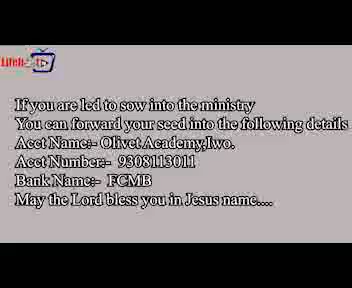 If you are led to sow into the ministry
You can forward your seed into the following details
Acct Name:- Olivet Academy,Iwo.
Acct Number:- 9308113011
Bank Name:- FCMB
May the Lord bless you in Jesus name....